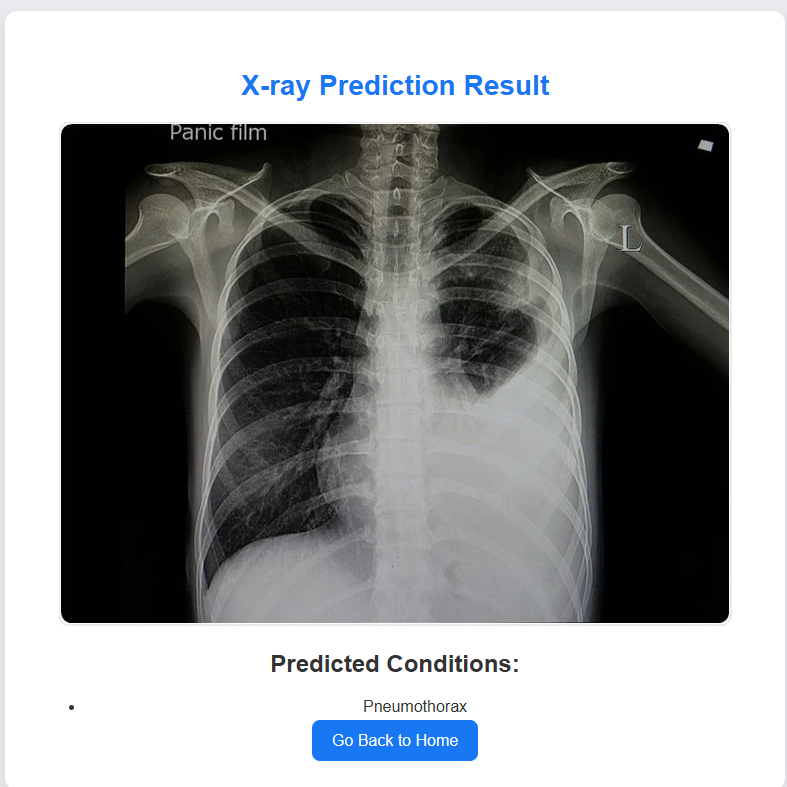 X-ray Prediction Result
Panic film
L
Predicted Conditions:
Pneumothorax
Go Back to Home